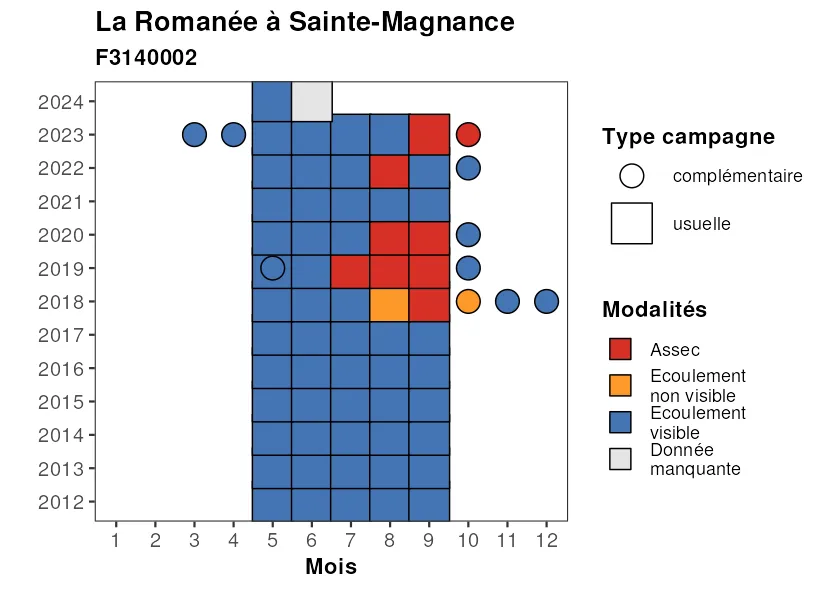 La Romanée à Sainte-Magnance
F3140002
2024
2023
2022
2021
2020
2019
2018
2017
2016
2015
2014
2013
2012
1 2 3 4 5 6 7 8 9 10 11 12
Mois
Type campagne
complémentaire
usuelle
Modalités
Assec
Ecoulement
non visible
Ecoulement
visible
Donnée
manquante